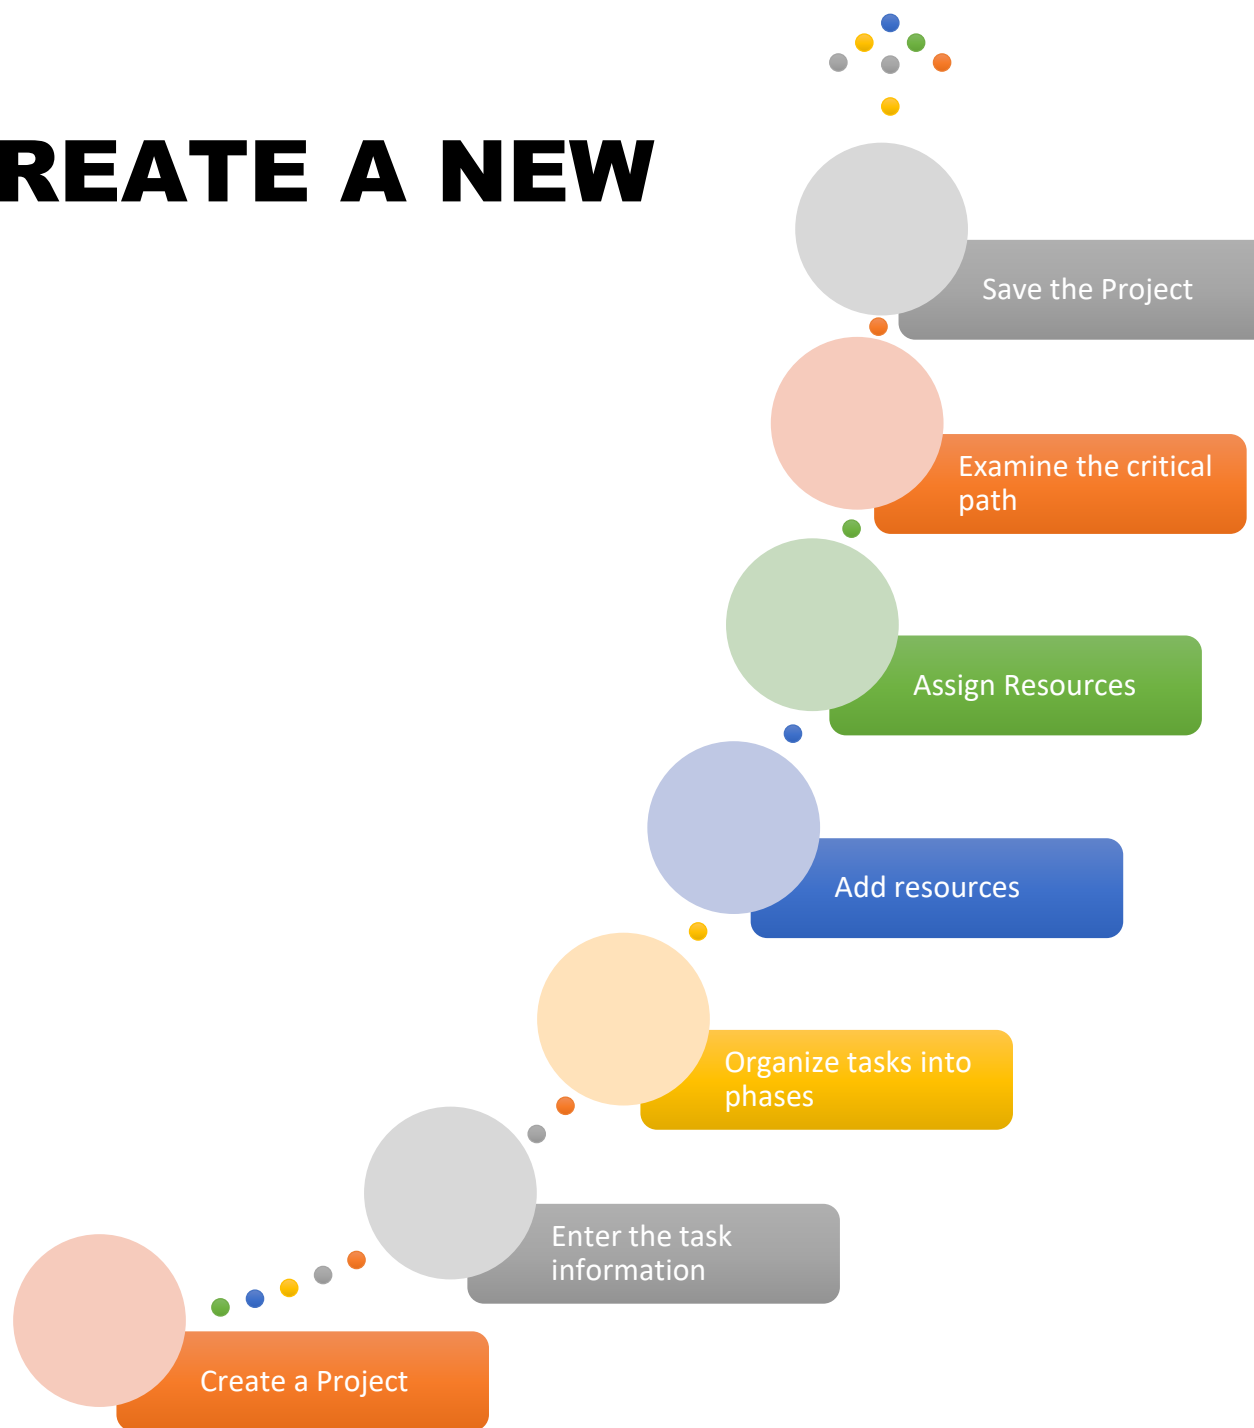 REATE A NEW
Save the Project
Examine the critical
path
Assign Resources
Add resources
Organize tasks into
phases
Enter the task
information
Create a Project